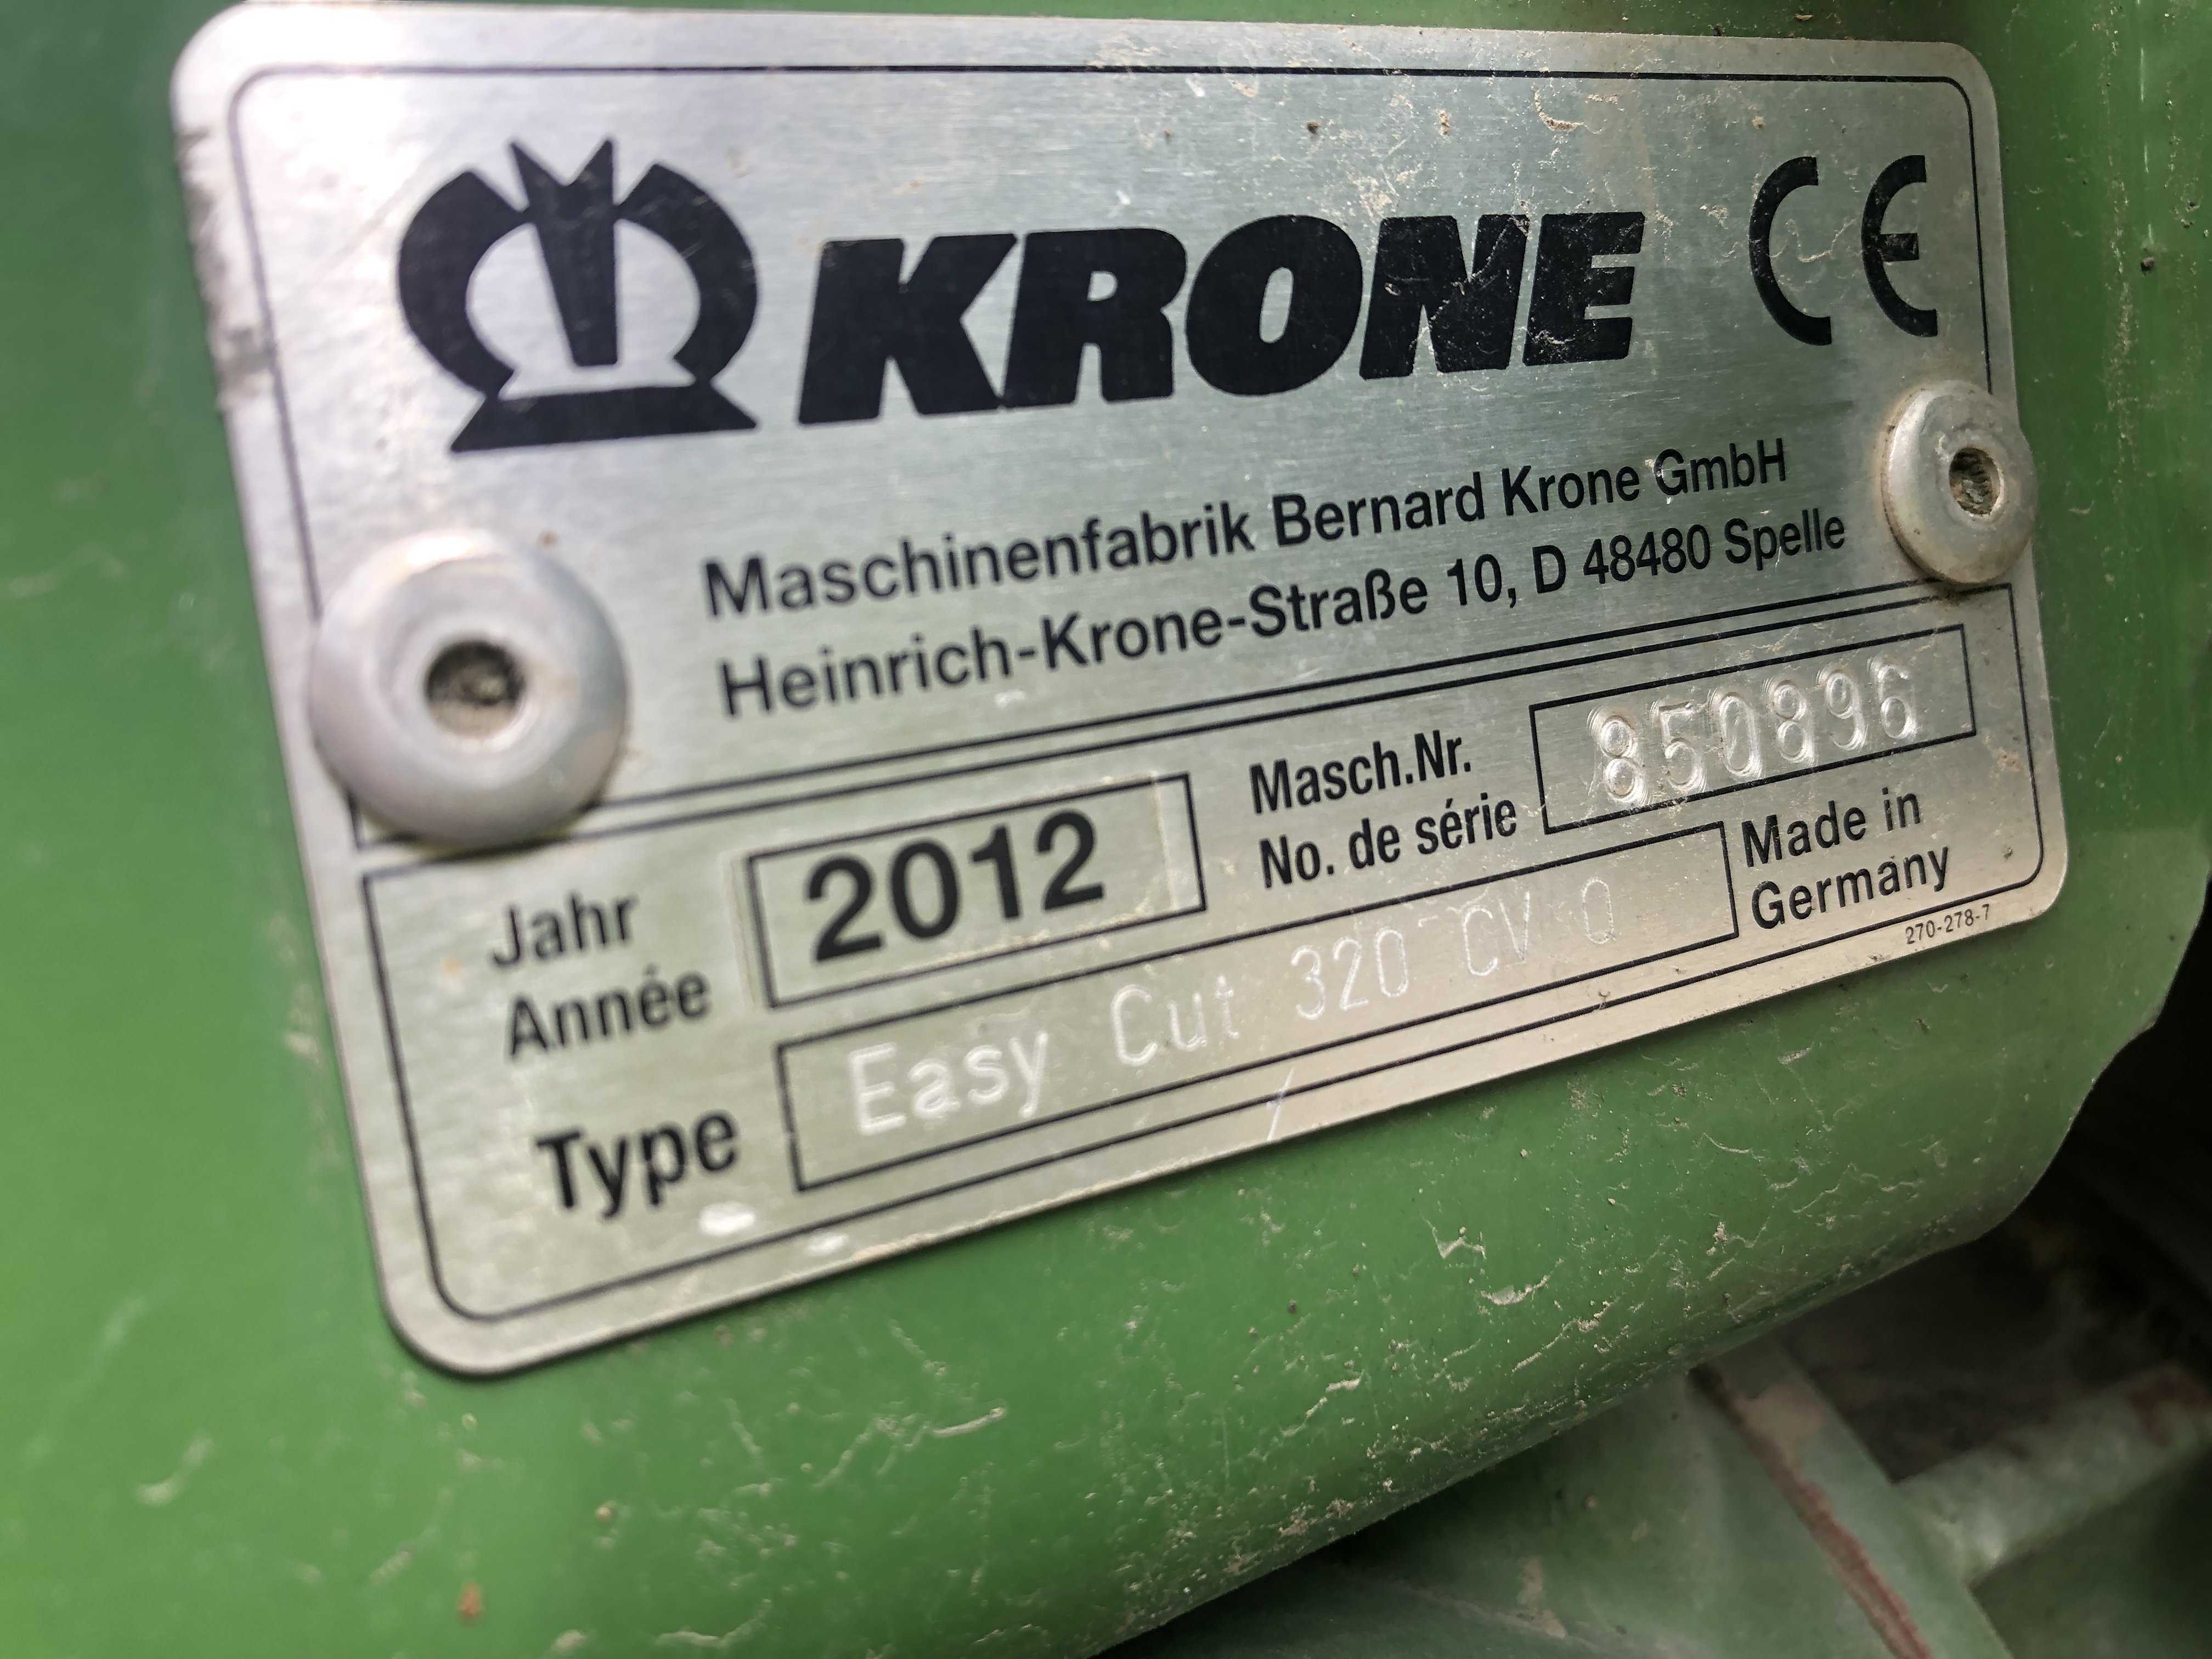 KRONE CE
Maschinenfabrik Bernard Krone GmbH
Heinrich-Krone-Straße 10, D 48480 Spelle
Jahr
Année
2012
Masch.Nr.
No. de série
850896
Type
Easy Cut 320 CV Q
Made in
Germany
270-278-7